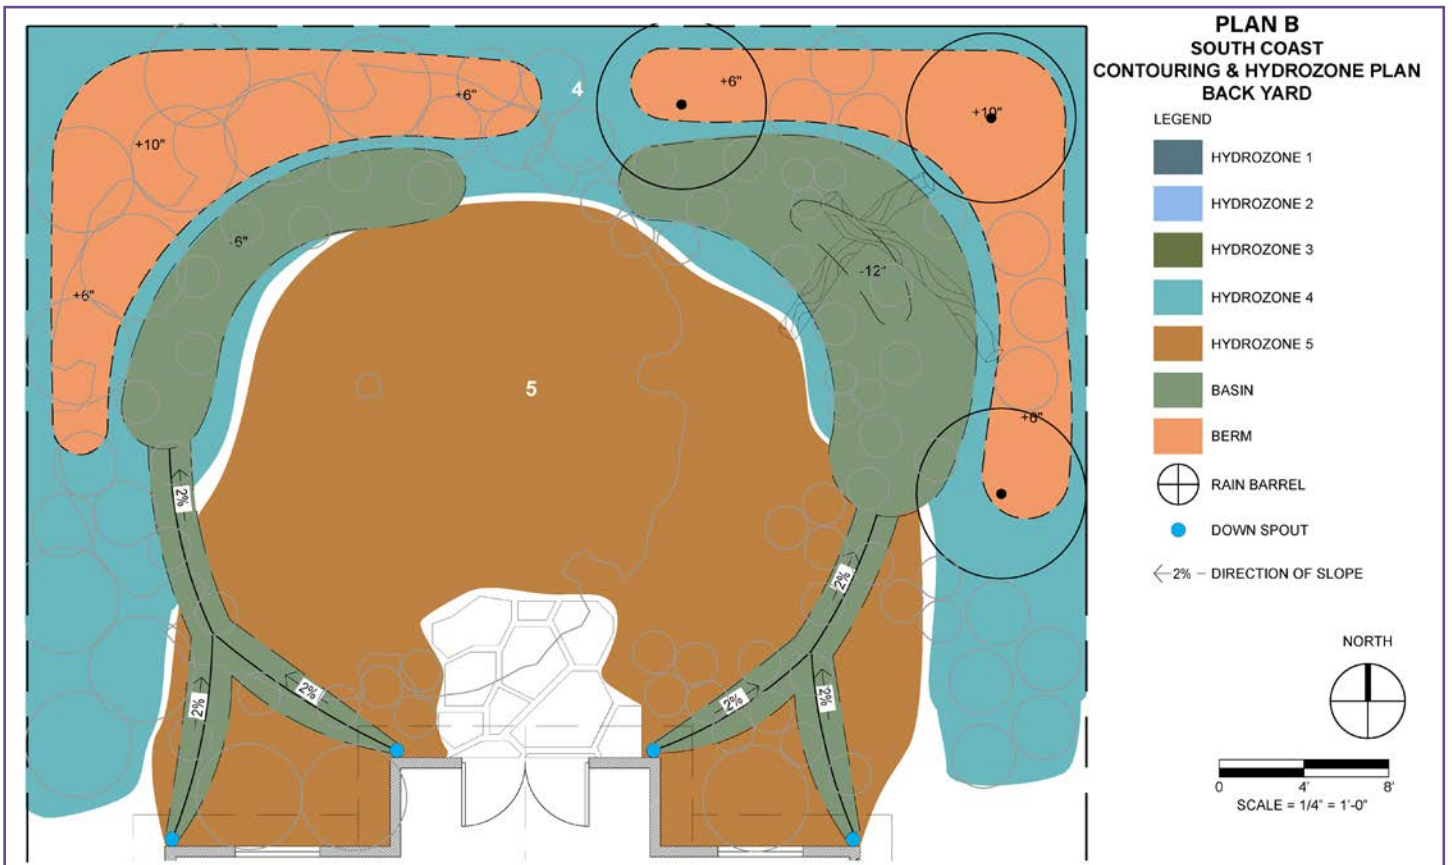 PLAN B
SOUTH COAST
CONTOURING & HYDROZONE PLAN
BACK YARD
LEGEND
HYDROZONE 1
HYDROZONE 2
HYDROZONE 3
HYDROZONE 4
HYDROZONE 5
BASIN
BERM
RAIN BARREL
DOWN SPOUT
2% DIRECTION OF SLOPE
NORTH
0 4' 8'
SCALE = 1/4" = 1'-0"
+6"
4
+6"
+10"
+10"
-6"
-12"
+6"
5
+6"
2%
2%
2%
2%
2%
2%